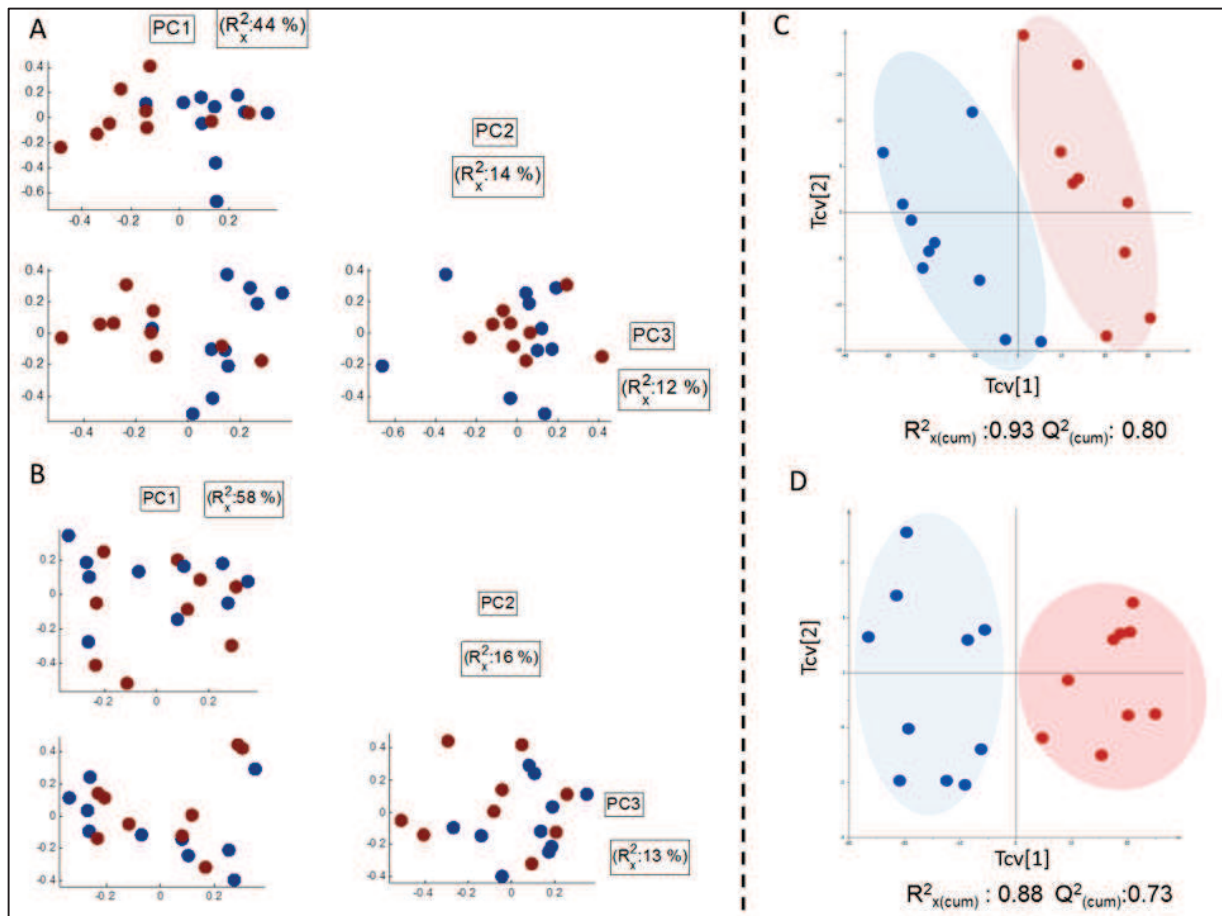 A
PC1 (R²x:44 %)
0.4
0.2
0
-0.2
-0.4
-0.6
-0.4 -0.2 0 0.2
PC2
(R²x:14 %)
0.4
0.2
0
-0.2
-0.4
-0.4 -0.2 0 0.2
0.4
0.2
0
-0.2
-0.4
-0.6 -0.4 -0.2 0 0.2 0.4
PC3
(R²x:12 %)
B
PC1 (R²x:58 %)
0.2
0
-0.2
-0.4
-0.2 0 0.2
PC2
(R²x:16 %)
0.4
0.2
0
-0.2
-0.4
-0.2 0 0.2
0.4
0.2
0
-0.2
-0.4
-0.4 -0.2 0 0.2
PC3
(R²x:13 %)
C
Tcv[2]
Tcv[1]
R²x(cum) :0.93 Q²(cum): 0.80
D
Tcv[2]
Tcv[1]
R²x(cum) : 0.88 Q²(cum):0.73